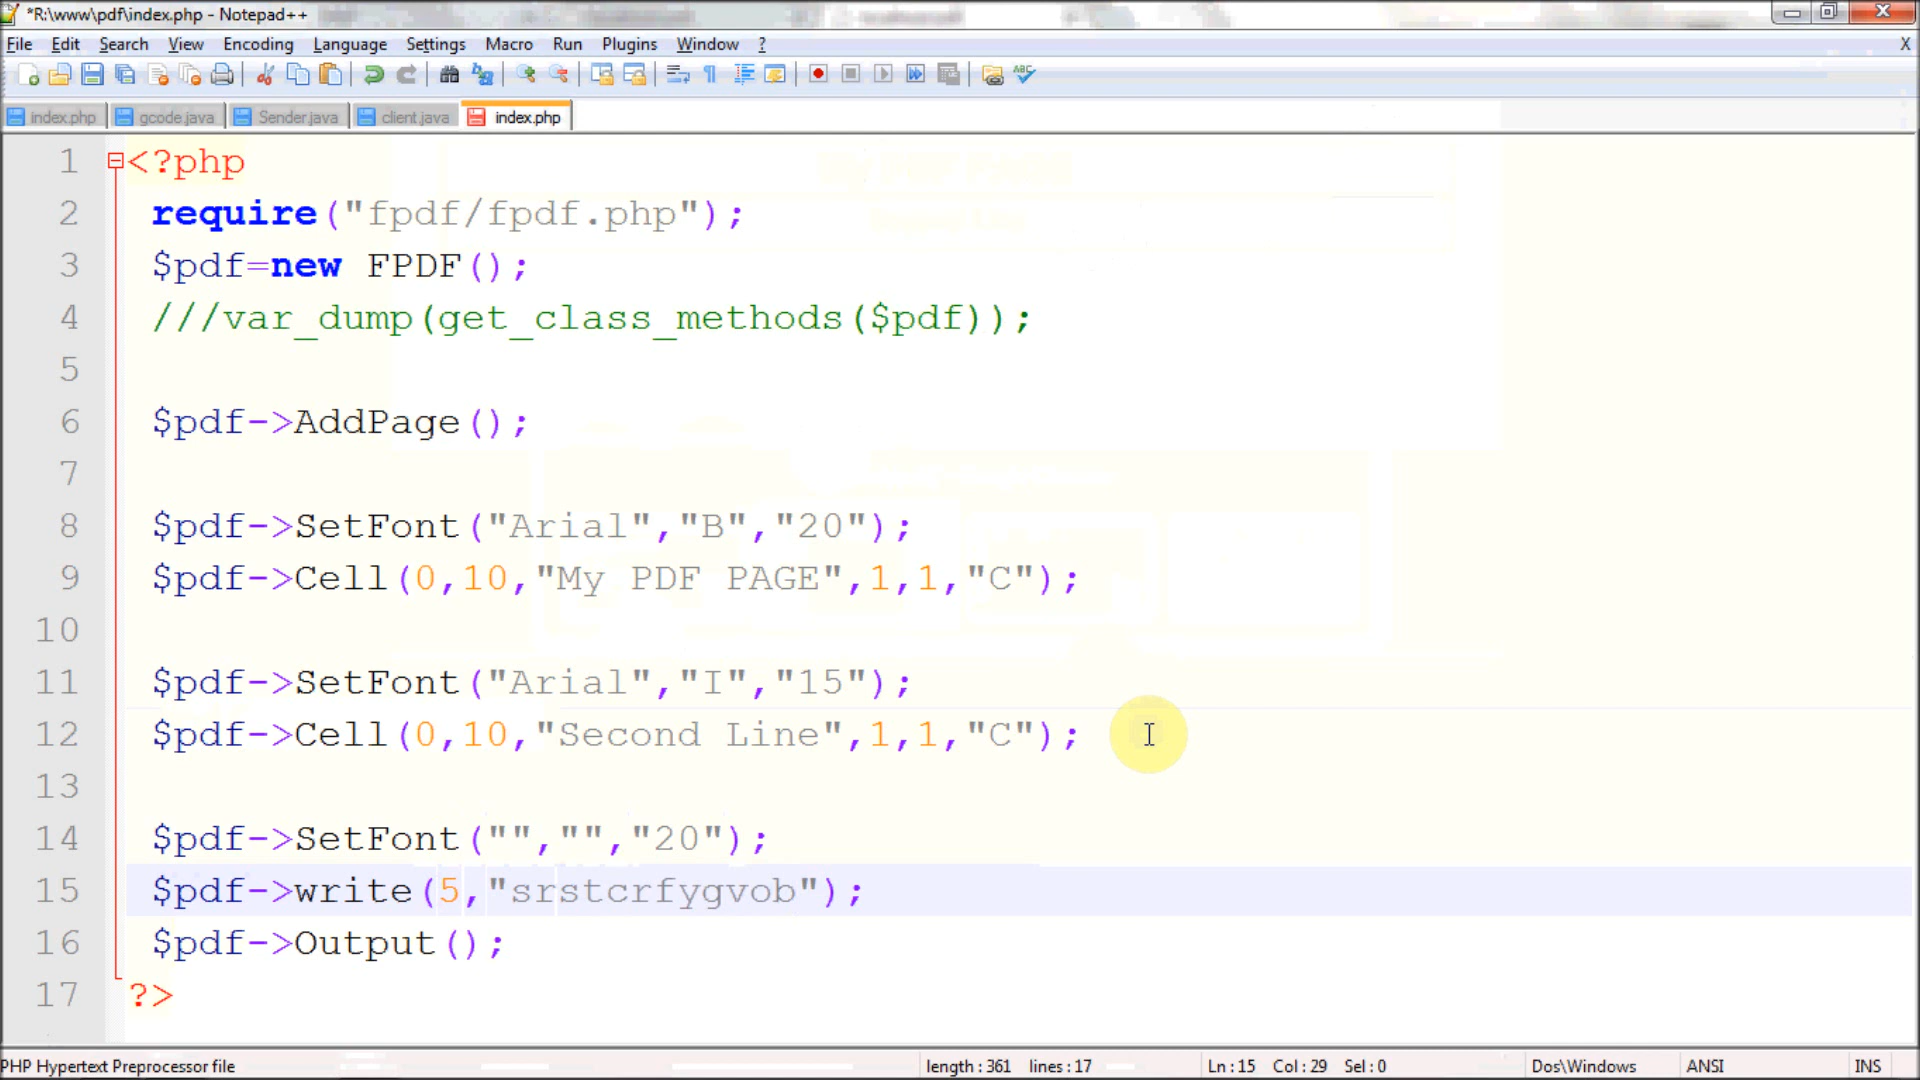 *R:\www\pdf\index.php - Notepad++
File Edit Search View Encoding Language Settings Macro Run Plugins Window ? X
index.php gcode.java Sender.java client.java index.php
1 <?php
2 require("fpdf/fpdf.php");
3 $pdf=new FPDF();
4 ///var_dump(get_class_methods($pdf));
5
6 $pdf->AddPage();
7
8 $pdf->SetFont("Arial","B","20");
9 $pdf->Cell(0,10,"My PDF PAGE",1,1,"C");
10
11 $pdf->SetFont("Arial","I","15");
12 $pdf->Cell(0,10,"Second Line",1,1,"C");
13
14 $pdf->SetFont("","","20");
15 $pdf->write(5,"srstcrfygvob");
16 $pdf->Output();
17 ?>
PHP Hypertext Preprocessor file length : 361 lines : 17 Ln : 15 Col : 29 Sel : 0 Dos\Windows ANSI INS